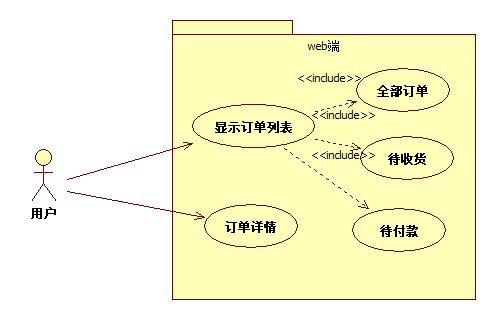 web端
<<include>>
全部订单
<<include>>
显示订单列表
<<include>>
待收货
用户
订单详情
待付款